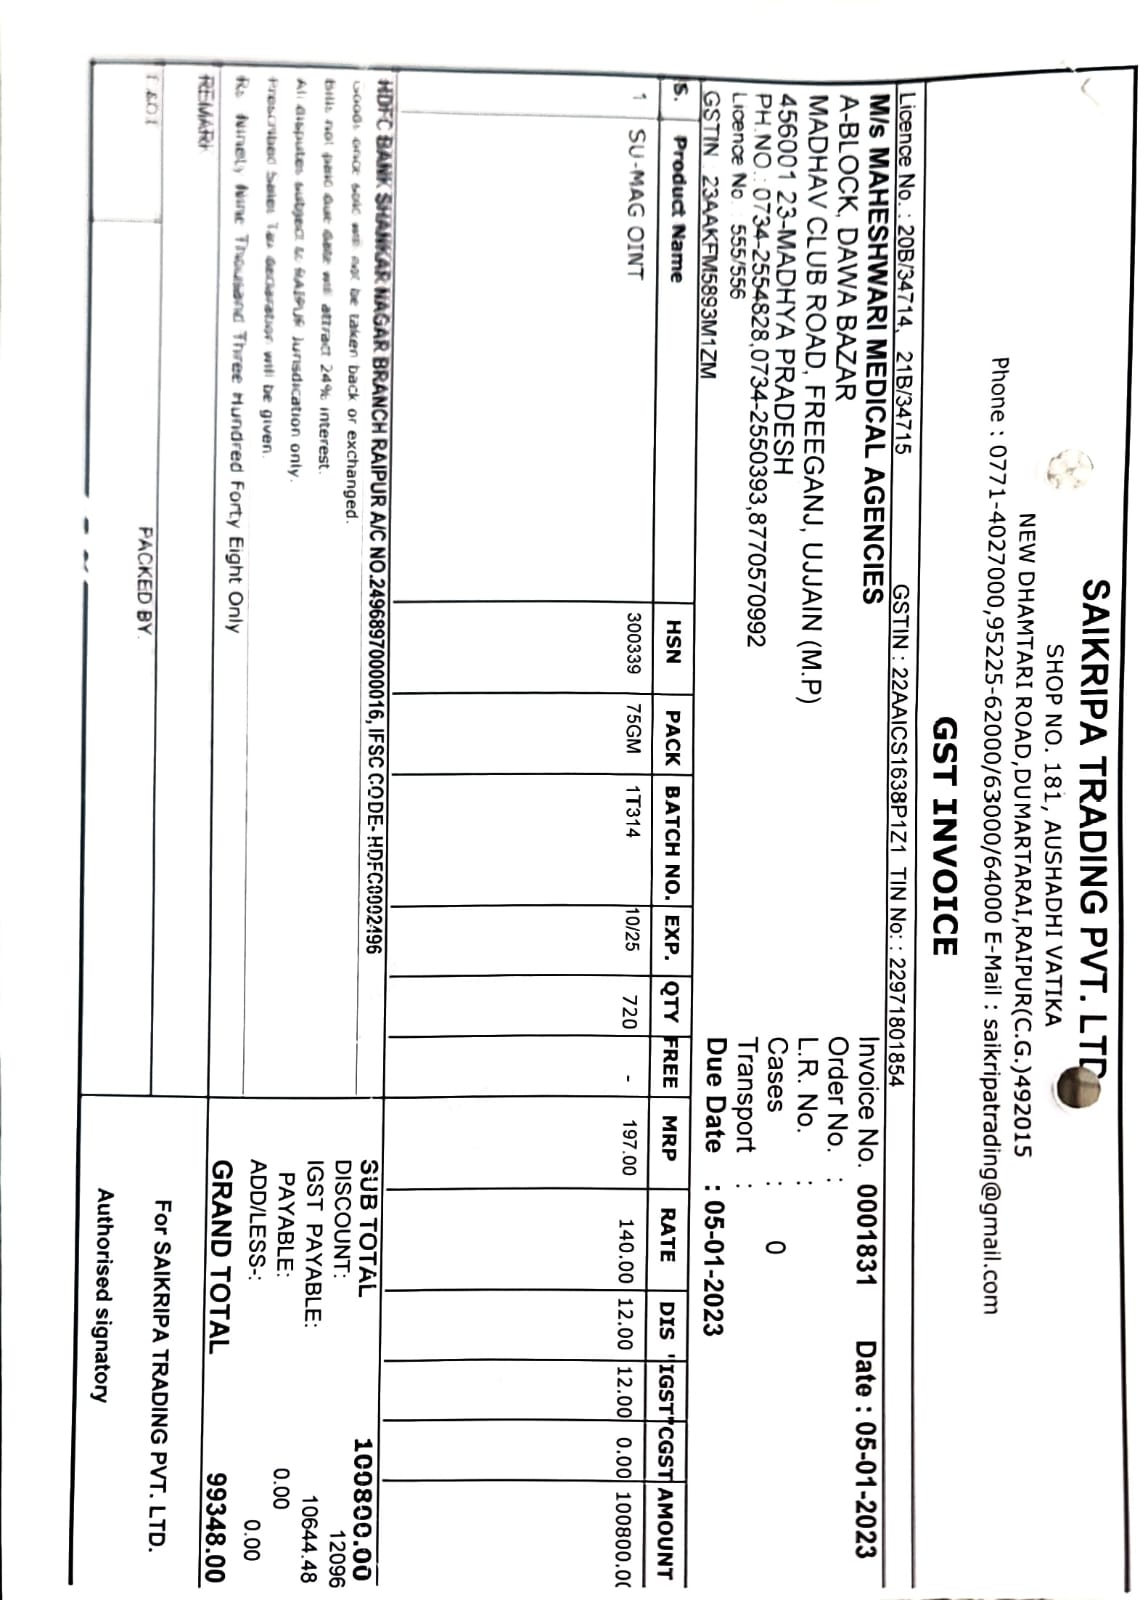 SAIKRIPA TRADING PVT. LTD
SHOP NO. 181, AUSHADHI VATIKA
NEW DHAMTARI ROAD,DUMARTARAI,RAIPUR(C.G.)492015
Phone : 0771-4027000,95225-62000/63000/64000 E-Mail : saikripatrading@gmail.com
GST INVOICE
Licence No. : 20B/34714, 21B/34715 GSTIN : 22AAICS1638P1Z1 TIN No: : 22971801854
M/s MAHESHWARI MEDICAL AGENCIES Invoice No. 0001831 Date : 05-01-2023
A-BLOCK, DAWA BAZAR Order No. :
MADHAV CLUB ROAD, FREEGANJ, UJJAIN (M.P) L.R. No. :
456001 23-MADHYA PRADESH Cases : 0
PH.NO.: 0734-2554828,0734-2550393,8770570992 Transport :
Licence No : 555/556 Due Date : 05-01-2023
GSTIN 23AAKFM5893M1ZM
S. Product Name HSN PACK BATCH NO. EXP. QTY FREE MRP RATE DIS "IGST"CGST AMOUNT
1 SU-MAG OINT 300339 75GM 1T314 10/25 720 - 197.00 140.00 12.00 12.00 0.00 100800.00
HDFC BANK SHANKAR NAGAR BRANCH RAIPUR A/C NO.24968970000016, IFSC CODE- HDFC0002496 SUB TOTAL 100800.00
Goods once sold will not be taken back or exchanged. DISCOUNT: 12096
Bills not paid due date will attract 24% interest. IGST PAYABLE: 10644.48
All disputes subject to RAIPUR Jurisdication only. PAYABLE: 0.00
Prescribed Sales Tax declaration will be given. ADD/LESS-: 0.00
Rs. Ninety Nine Thousand Three Hundred Forty Eight Only GRAND TOTAL 99348.00
REMARK
For SAIKRIPA TRADING PVT. LTD.
PACKED BY.
Authorised signatory